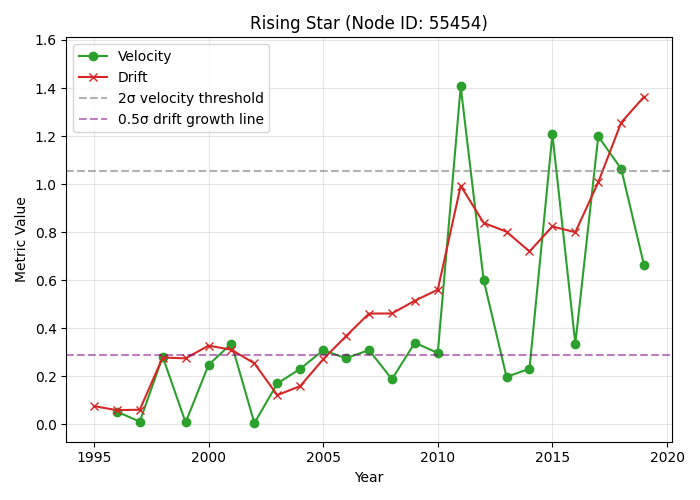 Rising Star (Node ID: 55454)
Velocity
Drift
2σ velocity threshold
0.5σ drift growth line
Metric Value
1.6
1.4
1.2
1.0
0.8
0.6
0.4
0.2
0.0
1995 2000 2005 2010 2015 2020
Year